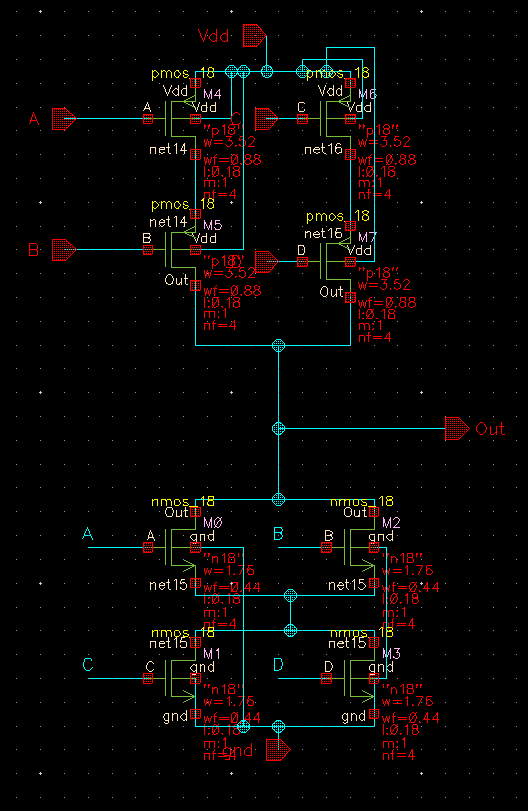 Vdd
pmos_18
pmos_18
Vdd
M4
Vdd
M6
A
A
Vdd
C
Vdd
"p18"
w=3.52
wf=0.88
l:0.18
m:1
nf=4
"p18"
w=3.52
wf=0.88
l:0.18
m:1
nf=4
net14
net16
pmos_18
pmos_18
net14
M5
net16
M7
B
B
Vdd
D
Vdd
"p18"
w=3.52
wf=0.88
l:0.18
m:1
nf=4
"p18"
w=3.52
wf=0.88
l:0.18
m:1
nf=4
Out
Out
Out
nmos_18
nmos_18
Out
M0
M2
A
A
gnd
B
B
gnd
"n18"
w=1.76
wf=0.44
l:0.18
m:1
nf=4
"n18"
w=1.76
wf=0.44
l:0.18
m:1
nf=4
net15
net15
nmos_18
nmos_18
net15
M1
net15
M3
C
C
gnd
D
D
gnd
"n18"
w=1.76
wf=0.44
l:0.18
m:1
nf=4
"n18"
w=1.76
wf=0.44
l:0.18
m:1
nf=4
gnd
gnd
gnd